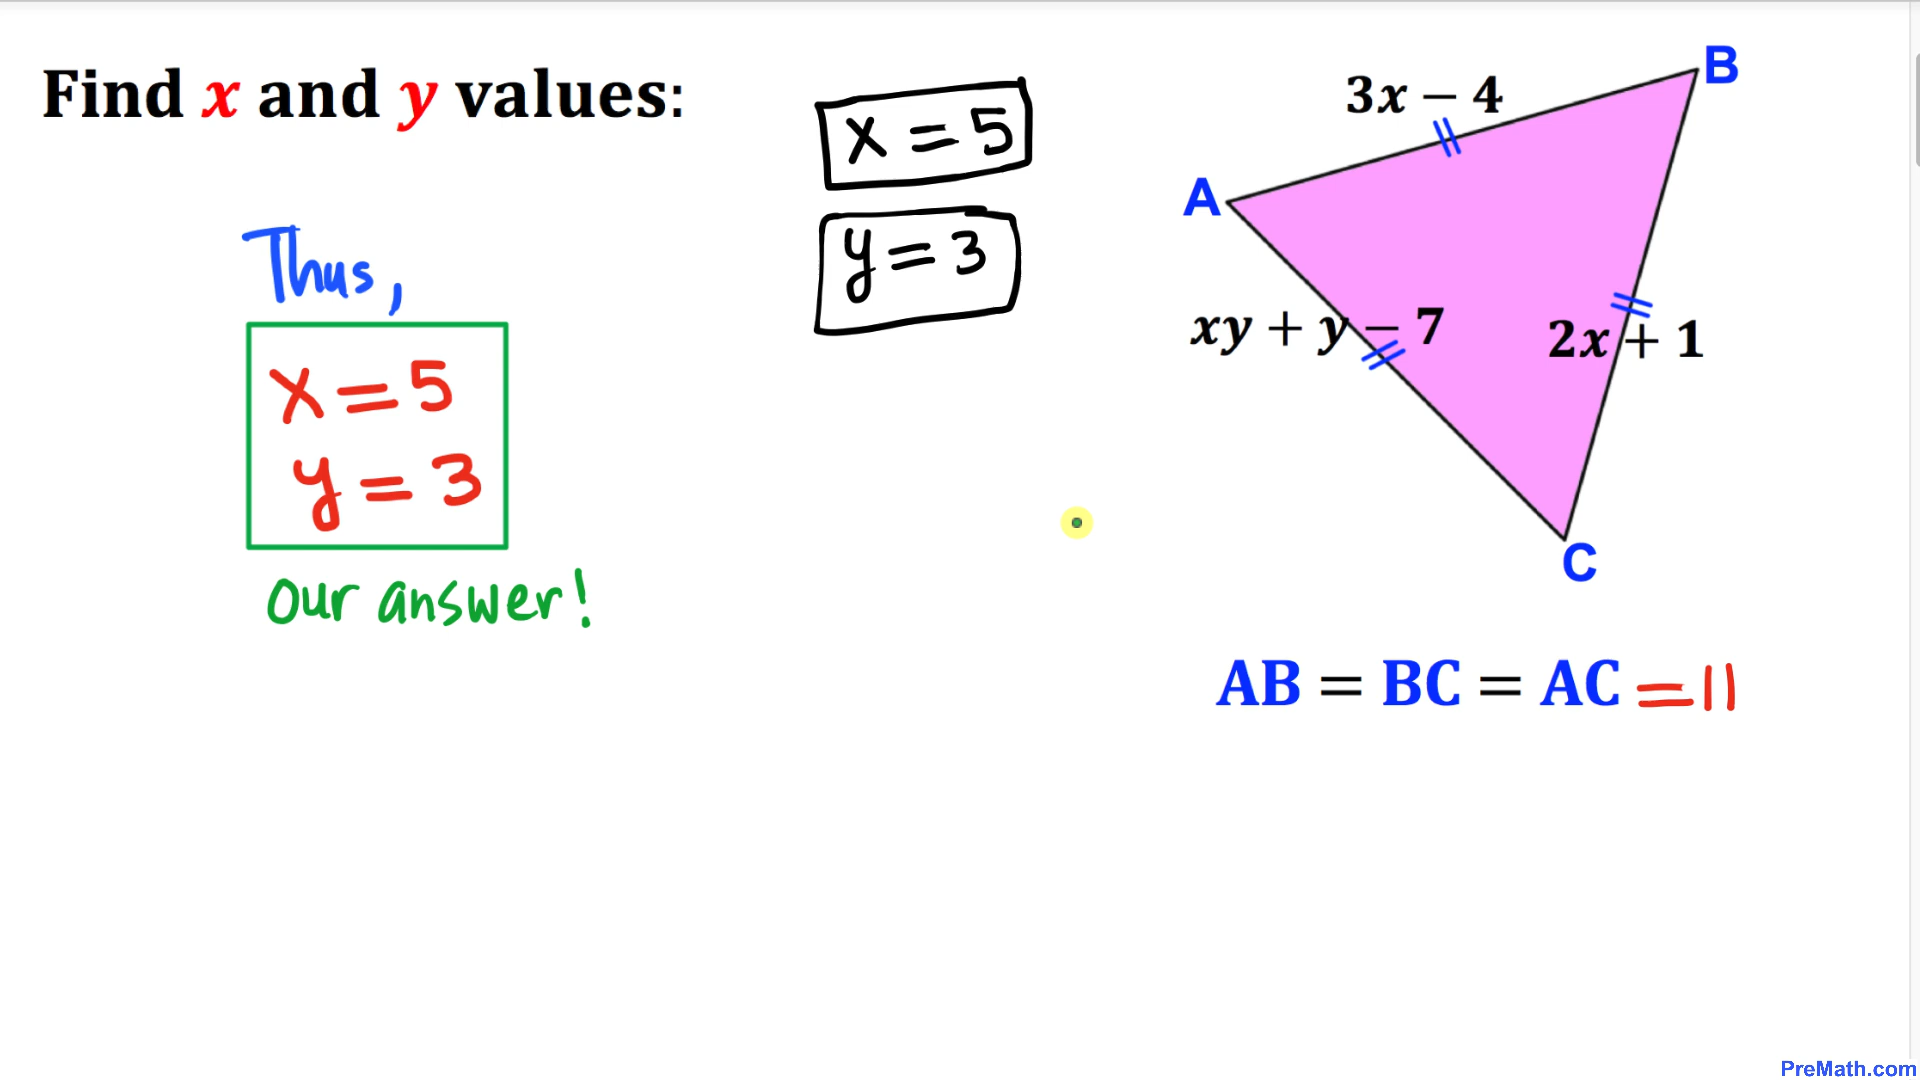 Find x and y values:
x = 5
y = 3
Thus,
x = 5
y = 3
our answer!
B
3x − 4
A
xy + y − 7
2x + 1
C
AB = BC = AC = 11
PreMath.com